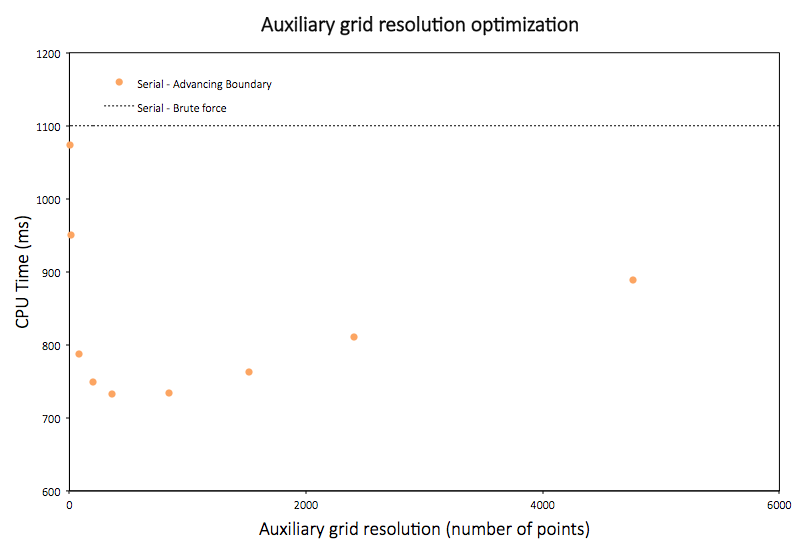 Auxiliary grid resolution optimization
1200
Serial - Advancing Boundary
Serial - Brute force
1100
1000
900
800
700
600
CPU Time (ms)
0 2000 4000 6000
Auxiliary grid resolution (number of points)